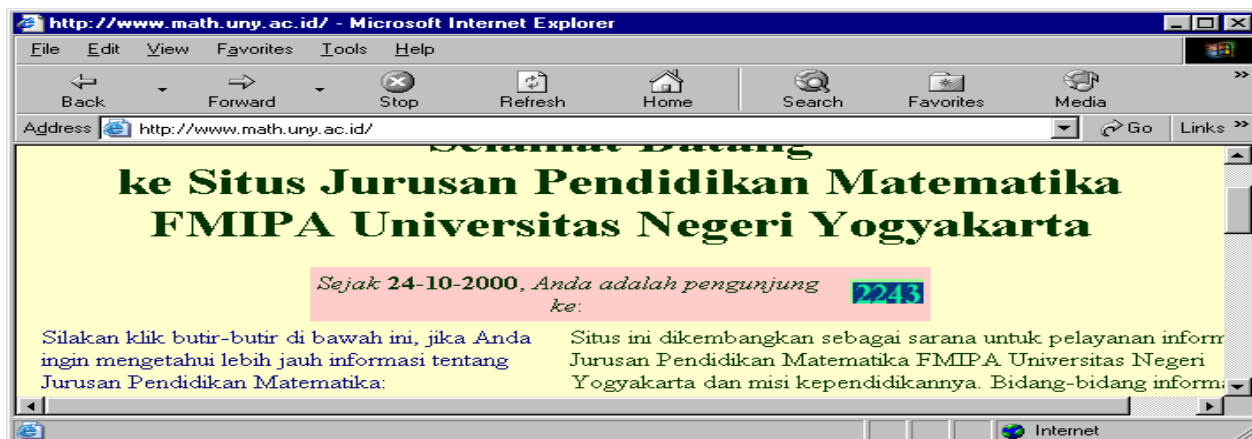 http://www.math.uny.ac.id/ - Microsoft Internet Explorer
File Edit View Favorites Tools Help
Back Forward Stop Refresh Home Search Favorites Media »
Address http://www.math.uny.ac.id/ Go Links »
Selamat Datang
ke Situs Jurusan Pendidikan Matematika
FMIPA Universitas Negeri Yogyakarta
Sejak 24-10-2000, Anda adalah pengunjung
ke:
2243
Silakan klik butir-butir di bawah ini, jika Anda
ingin mengetahui lebih jauh informasi tentang
Jurusan Pendidikan Matematika:
Situs ini dikembangkan sebagai sarana untuk pelayanan inform
Jurusan Pendidikan Matematika FMIPA Universitas Negeri
Yogyakarta dan misi kependidikannya. Bidang-bidang informa
Internet